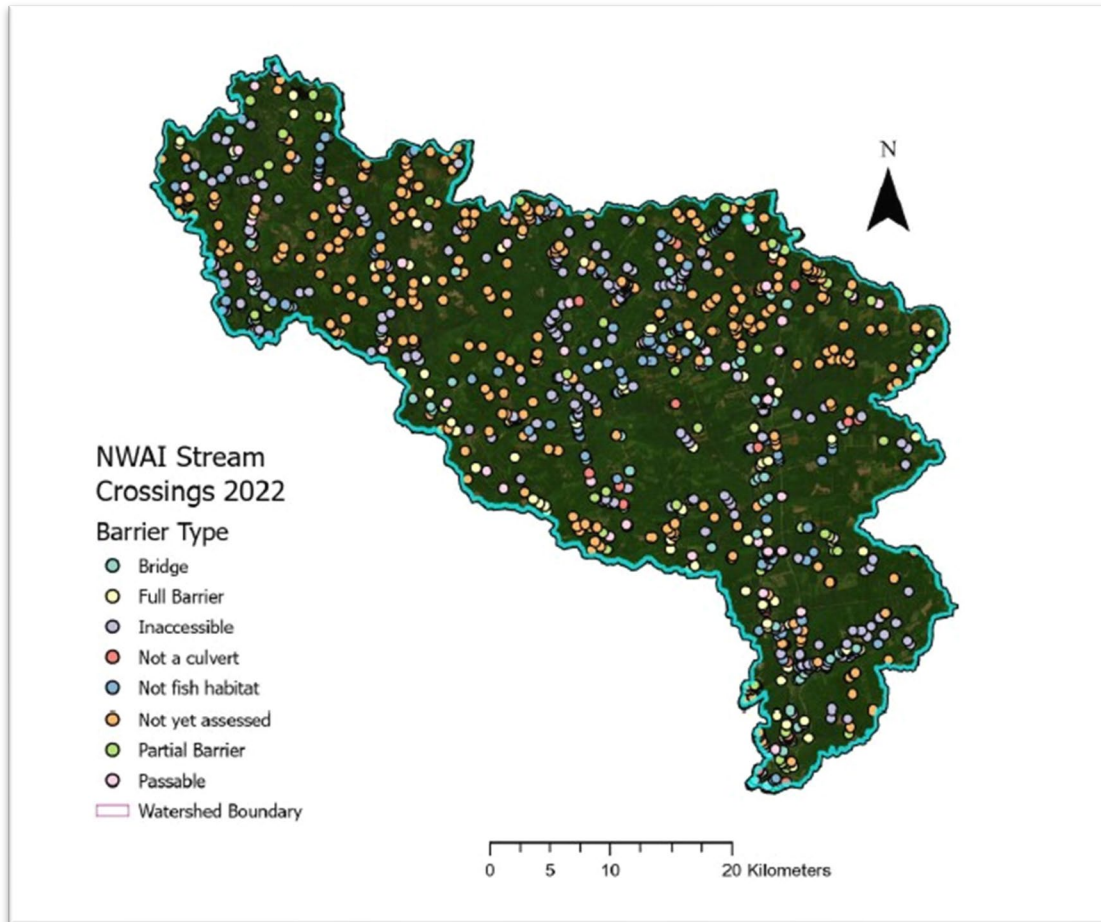 N
NWAI Stream
Crossings 2022
Barrier Type
Bridge
Full Barrier
Inaccessible
Not a culvert
Not fish habitat
Not yet assessed
Partial Barrier
Passable
Watershed Boundary
0 5 10 20 Kilometers